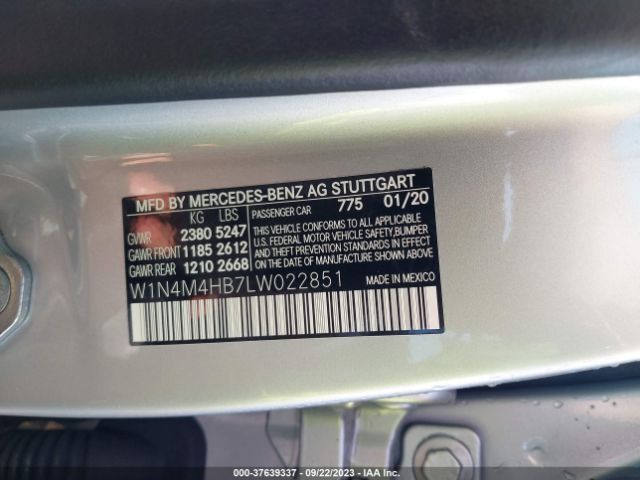 MFD BY MERCEDES-BENZ AG STUTTGART
KG LBS
GVWR 2380 5247
GAWR FRONT 1185 2612
GAWR REAR 1210 2668
PASSENGER CAR 775 01/20
THIS VEHICLE CONFORMS TO ALL APPLICABLE
U.S. FEDERAL MOTOR VEHICLE SAFETY,BUMPER
AND THEFT PREVENTION STANDARDS IN EFFECT
ON THE DATE OF MANUFACTURE SHOWN ABOVE.
W1N4M4HB7LW022851
MADE IN MEXICO
000-37639337 - 09/22/2023 - IAA Inc.